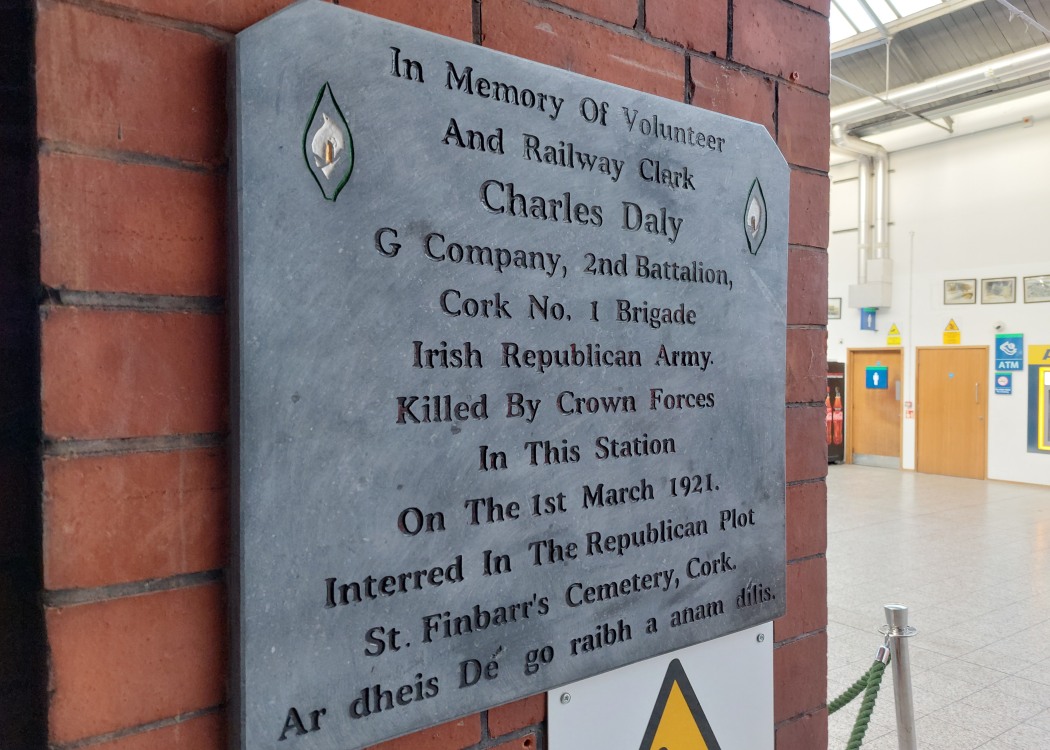 In Memory Of Volunteer
And Railway Clerk
Charles Daly
G Company, 2nd Battalion,
Cork No. 1 Brigade
Irish Republican Army.
Killed By Crown Forces
In This Station
On The 1st March 1921.
Interred In The Republican Plot
St. Finbarr's Cemetery, Cork.
Ar dheis Dé go raibh a anam dílis.
ATM